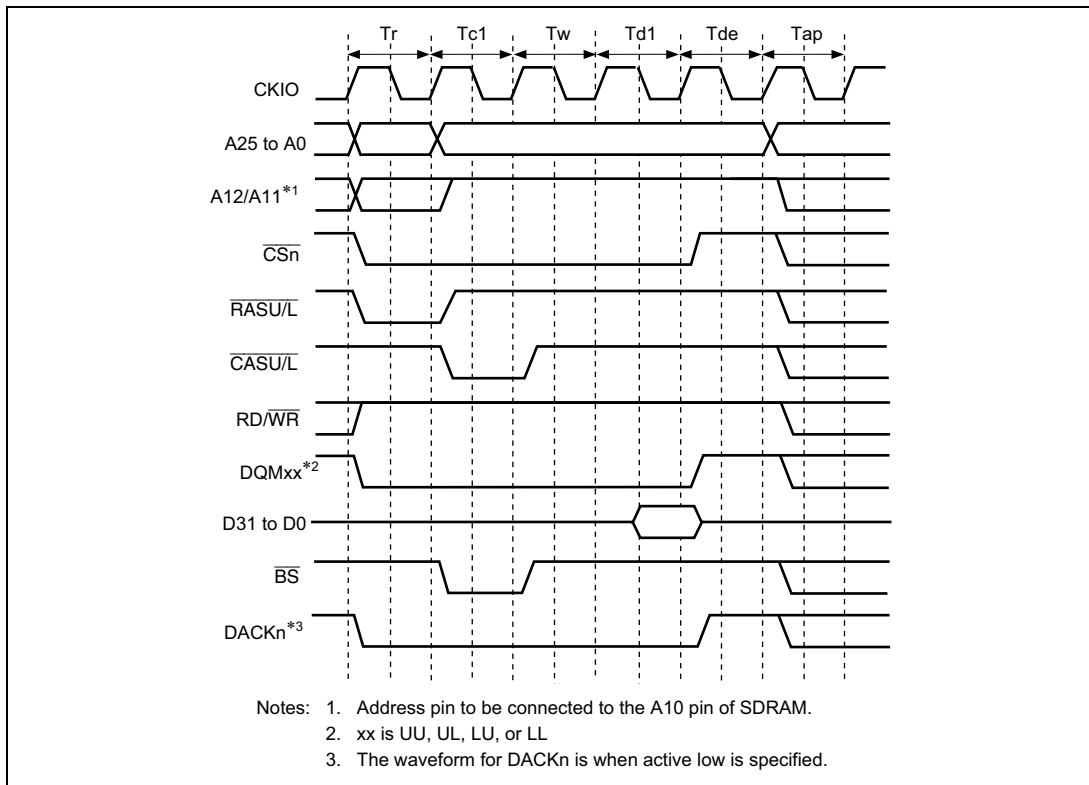 Tr Tc1 Tw Td1 Tde Tap
CKIO
A25 to A0
A12/A11*1
CSn
RASU/L
CASU/L
RD/WR
DQMxx*2
D31 to D0
BS
DACKn*3
Notes: 1. Address pin to be connected to the A10 pin of SDRAM.
2. xx is UU, UL, LU, or LL
3. The waveform for DACKn is when active low is specified.